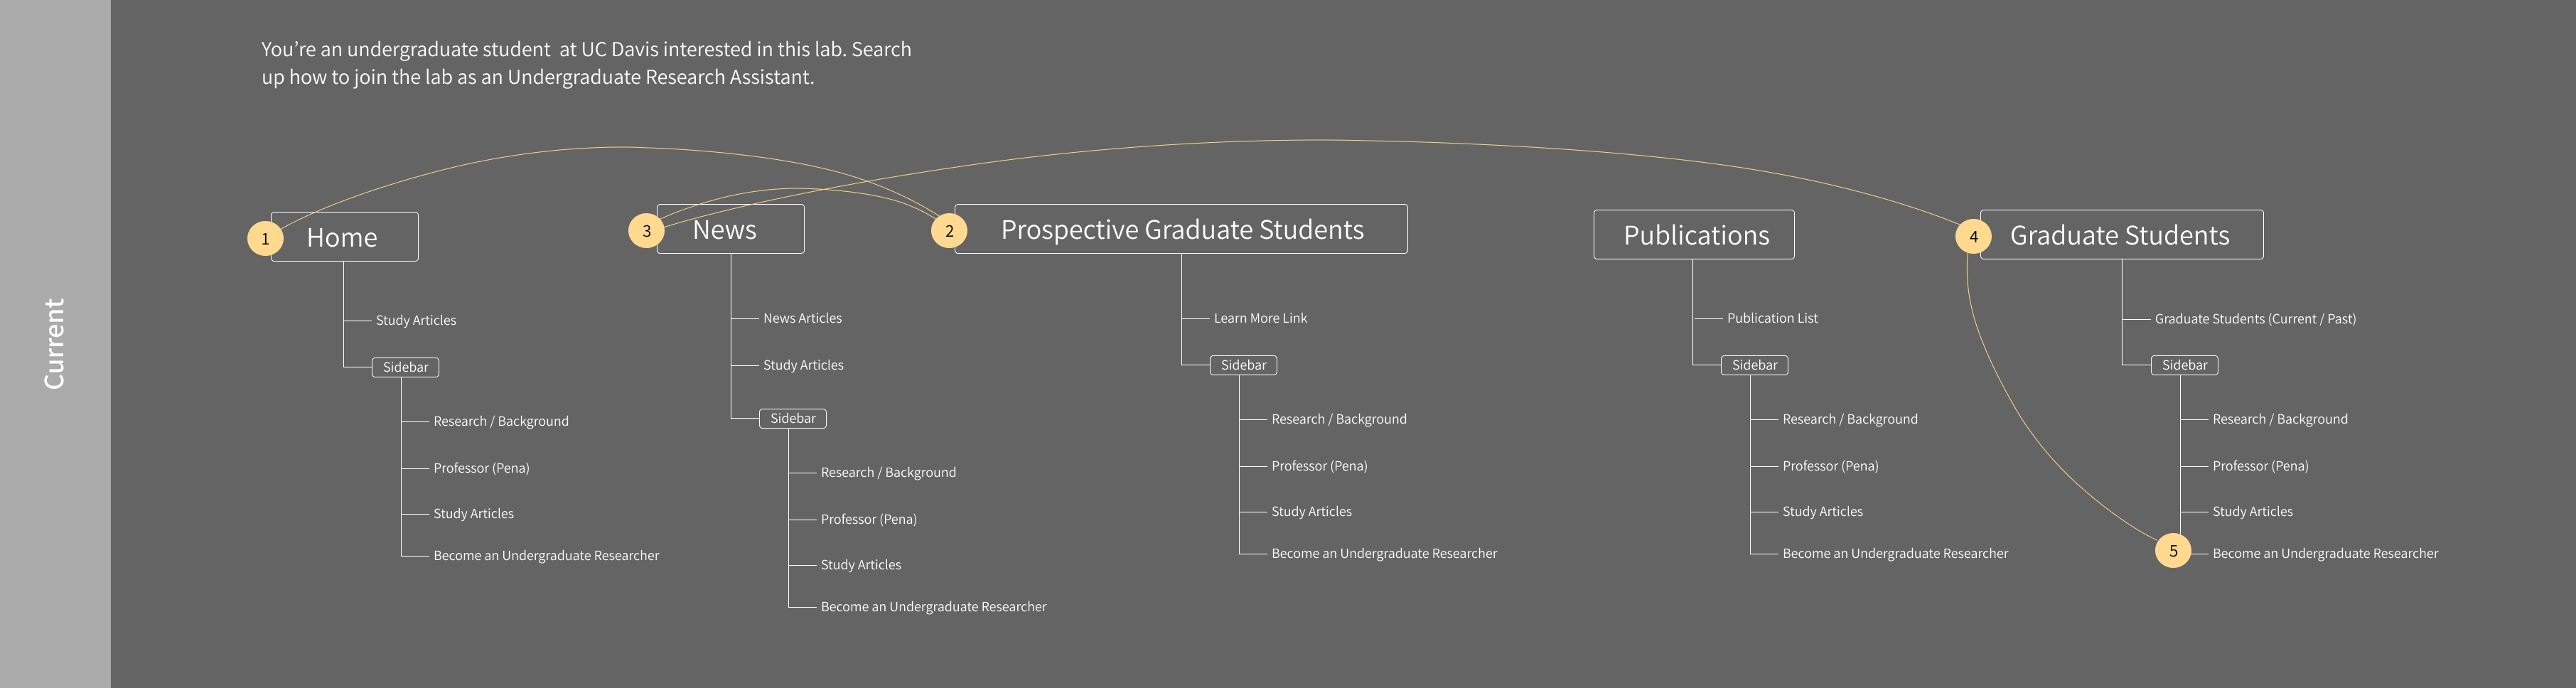 You’re an undergraduate student  at UC Davis interested in this lab. Search
up how to join the lab as an Undergraduate Research Assistant.
Current
1
Home
Study Articles
Sidebar
Research / Background
Professor (Pena)
Study Articles
Become an Undergraduate Researcher
3
News
News Articles
Study Articles
Sidebar
Research / Background
Professor (Pena)
Study Articles
Become an Undergraduate Researcher
2
Prospective Graduate Students
Learn More Link
Sidebar
Research / Background
Professor (Pena)
Study Articles
Become an Undergraduate Researcher
Publications
Publication List
Sidebar
Research / Background
Professor (Pena)
Study Articles
Become an Undergraduate Researcher
4
Graduate Students
Graduate Students (Current / Past)
Sidebar
Research / Background
Professor (Pena)
Study Articles
5
Become an Undergraduate Researcher